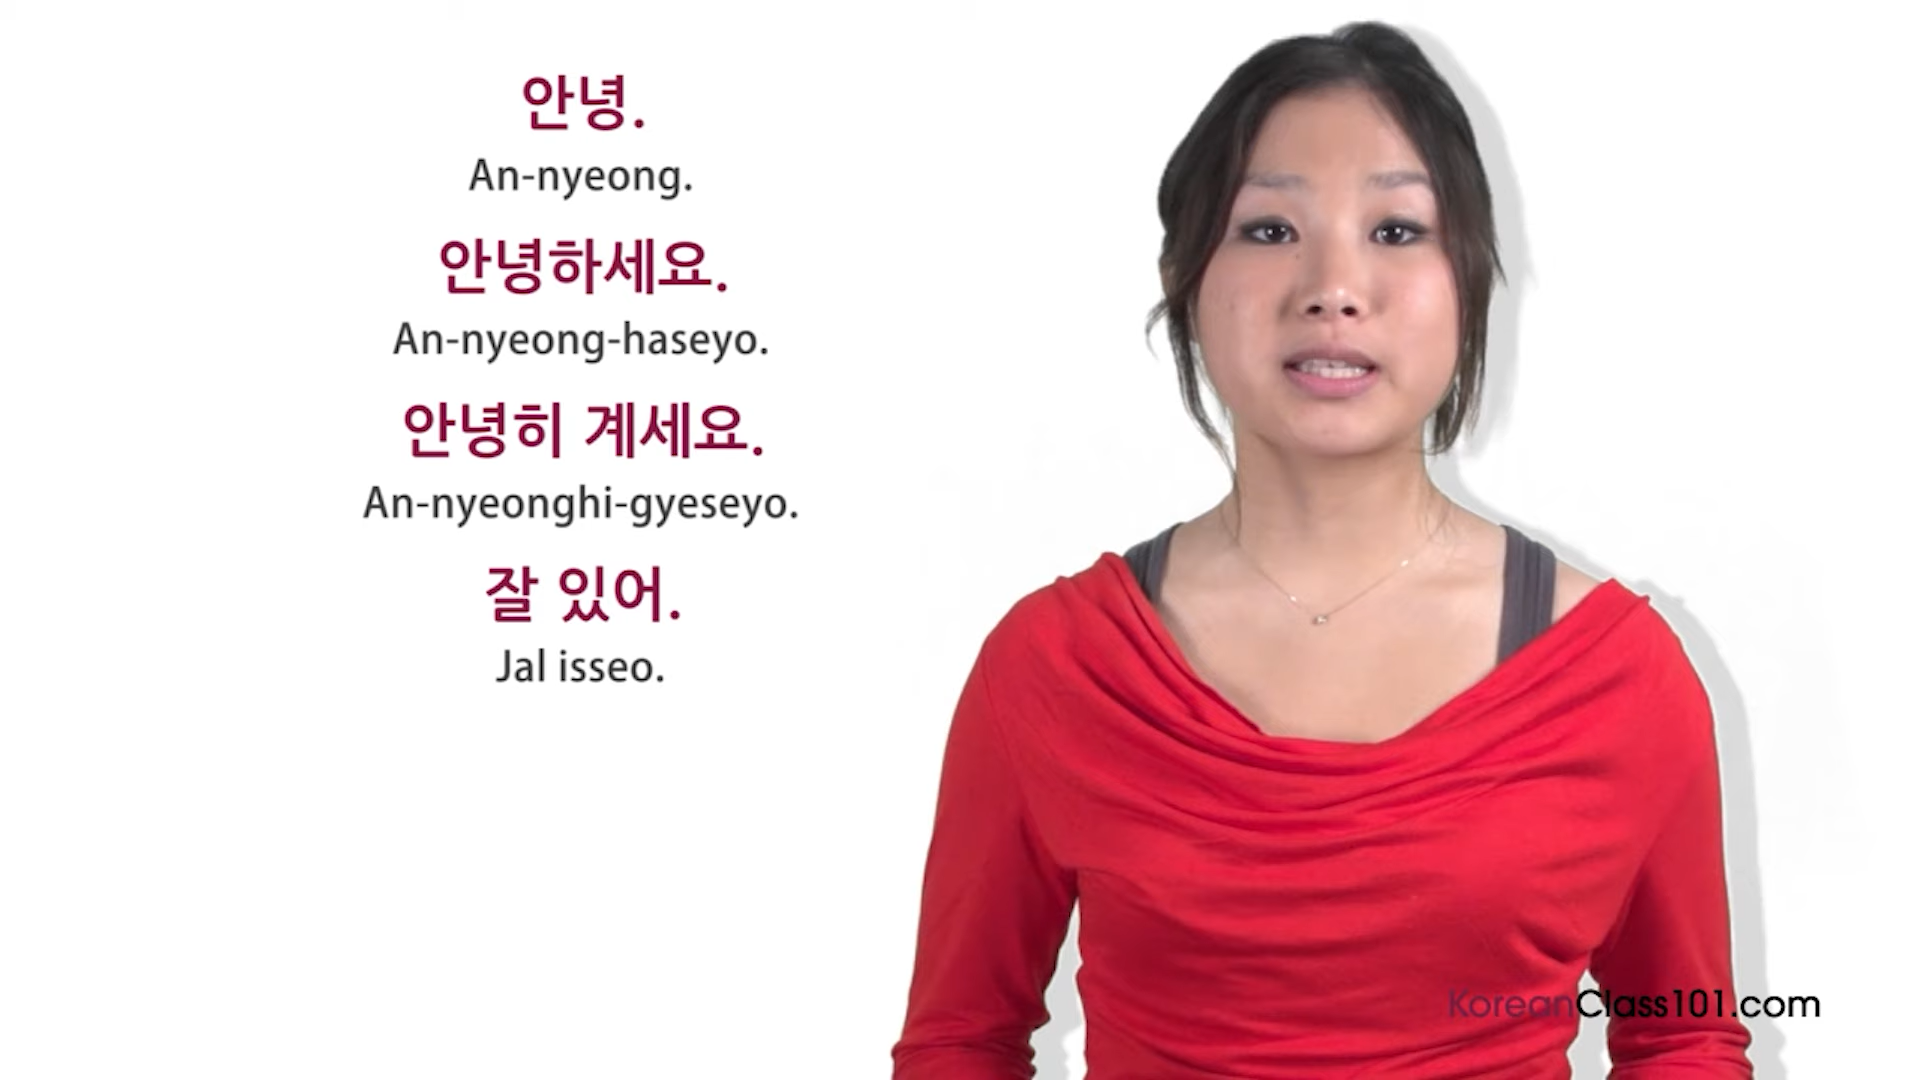 안녕.
An-nyeong.
안녕하세요.
An-nyeong-haseyo.
안녕히 계세요.
An-nyeonghi-gyeseyo.
잘 있어.
Jal isseo.
KoreanClass101.com